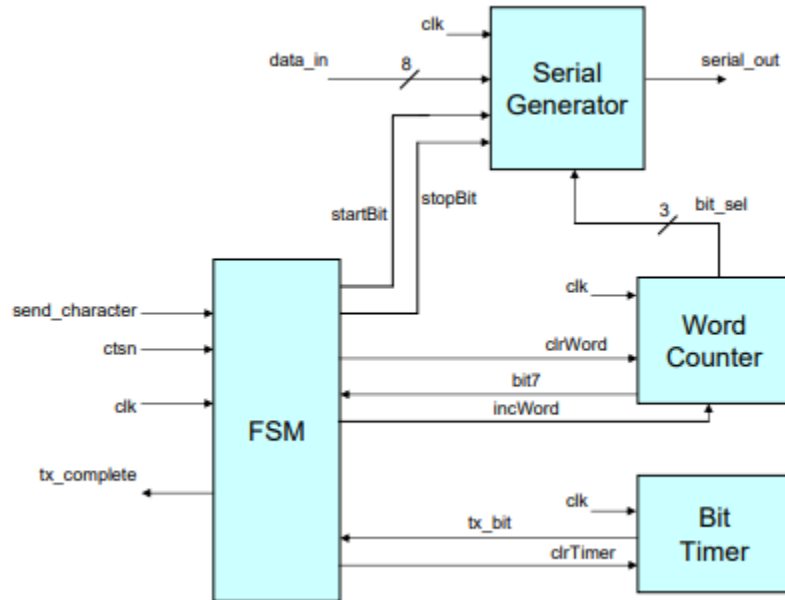 clk
data_in
8
Serial
Generator
serial_out
startBit
stopBit
3
bit_sel
send_character
ctsn
clk
tx_complete
FSM
clrWord
bit7
incWord
clk
Word
Counter
tx_bit
clrTimer
clk
Bit
Timer